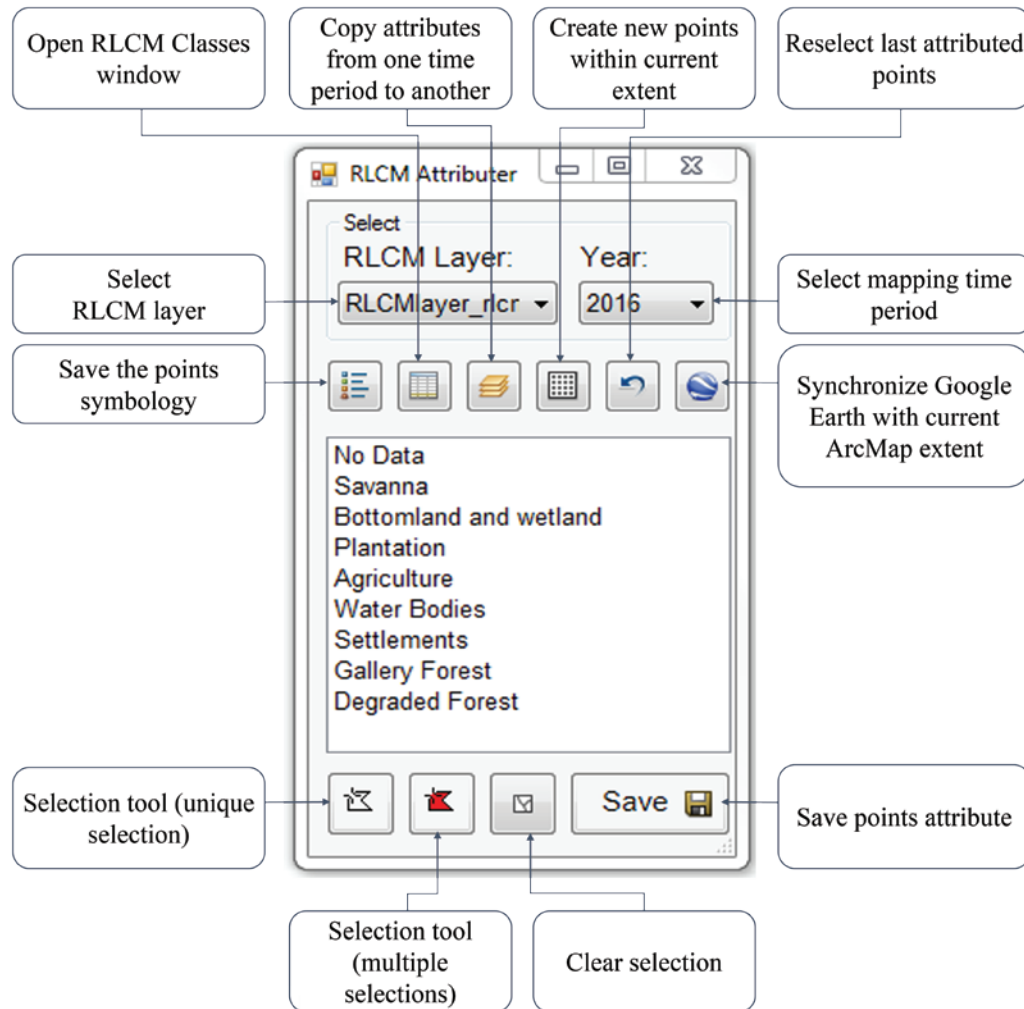 Open RLCM Classes
window
Copy attributes
from one time
period to another
Create new points
within current
extent
Reselect last attributed
points
RLCM Attributer
Select
RLCM Layer:
Year:
Select
RLCM layer
RLCMlayer_rlcr
2016
Select mapping time
period
Save the points
symbology
Synchronize Google
Earth with current
ArcMap extent
No Data
Savanna
Bottomland and wetland
Plantation
Agriculture
Water Bodies
Settlements
Gallery Forest
Degraded Forest
Selection tool (unique
selection)
Save
Save points attribute
Selection tool
(multiple
selections)
Clear selection